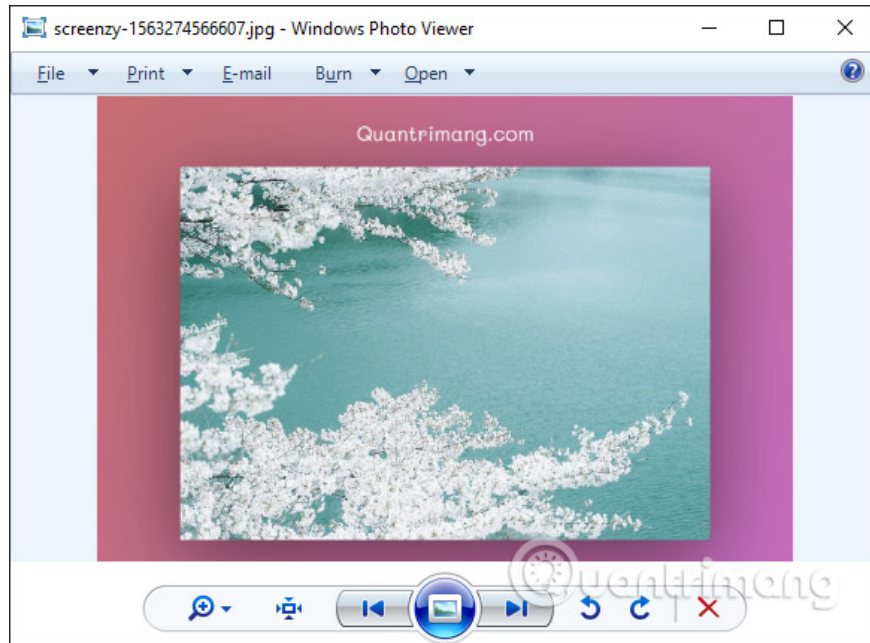 screenzy-1563274566607.jpg - Windows Photo Viewer
File Print E-mail Burn Open
Quantrimang.com
Quantrimang